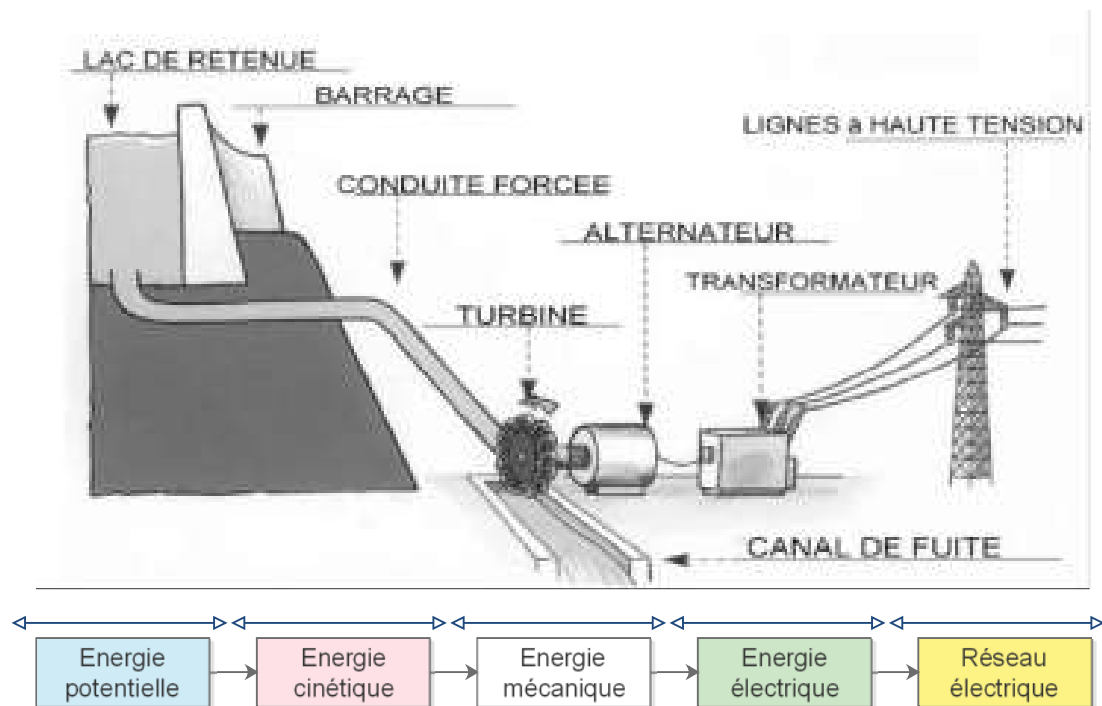 LAC DE RETENUE
BARRAGE
LIGNES à HAUTE TENSION
CONDUITE FORCEE
ALTERNATEUR
TRANSFORMATEUR
TURBINE
CANAL DE FUITE
Energie
potentielle
Energie
cinétique
Energie
mécanique
Energie
électrique
Réseau
électrique